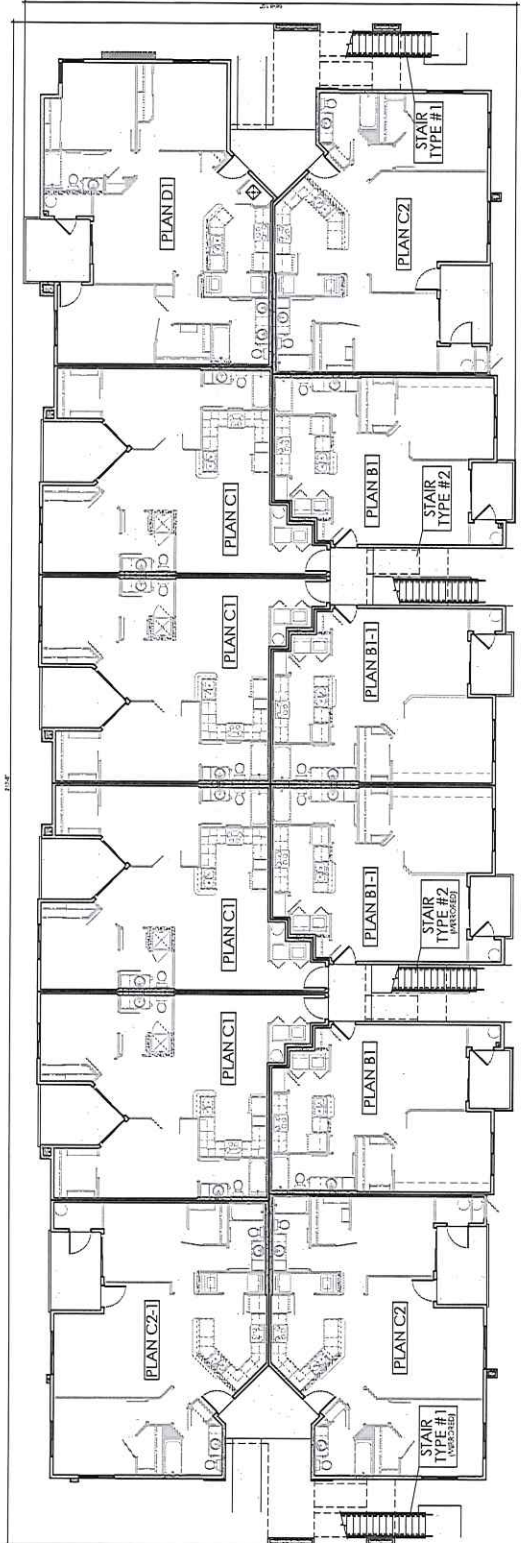 PLAN C2-1
PLAN C1
PLAN C1
PLAN C1
PLAN C1
PLAN D1
PLAN C2
PLAN B1
PLAN B1-1
PLAN B1-1
PLAN B1
PLAN C2
STAIR
TYPE #1
(MIRRORED)
STAIR
TYPE #2
(MIRRORED)
STAIR
TYPE #2
STAIR
TYPE #1